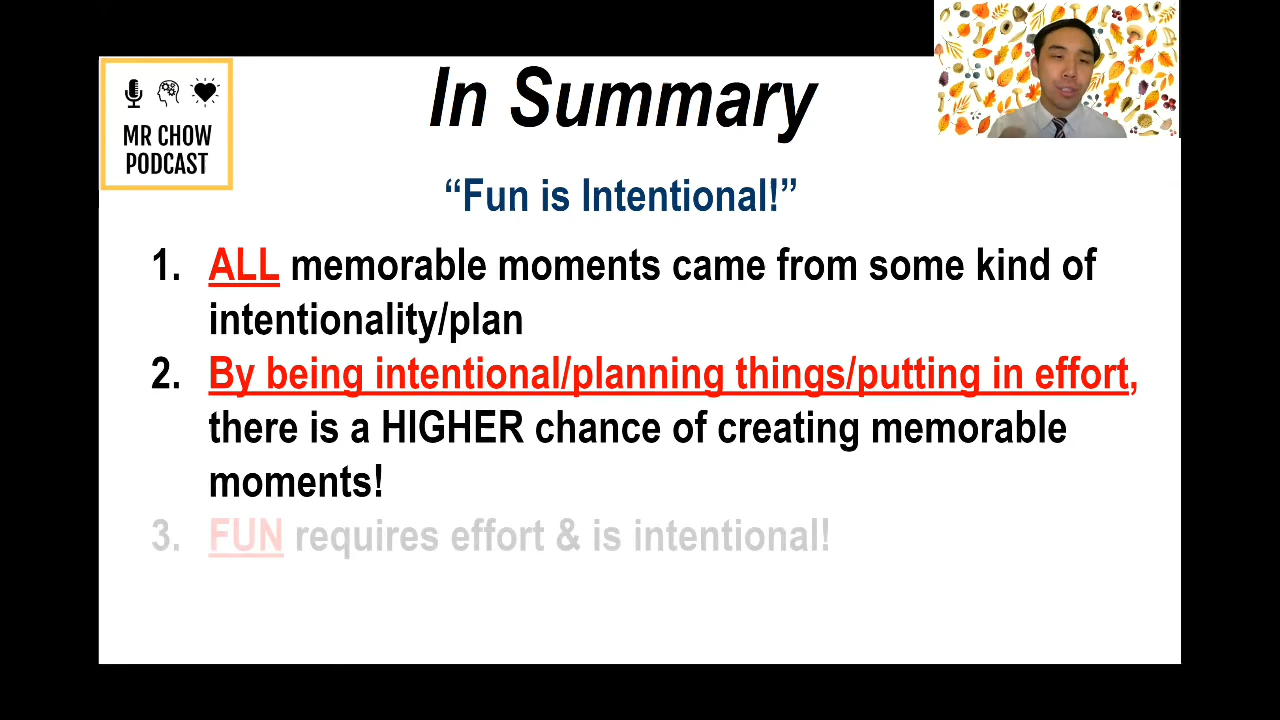 In Summary
MR CHOW
PODCAST
“Fun is Intentional!”
1. ALL memorable moments came from some kind of
intentionality/plan
2. By being intentional/planning things/putting in effort,
there is a HIGHER chance of creating memorable
moments!
3. FUN requires effort & is intentional!